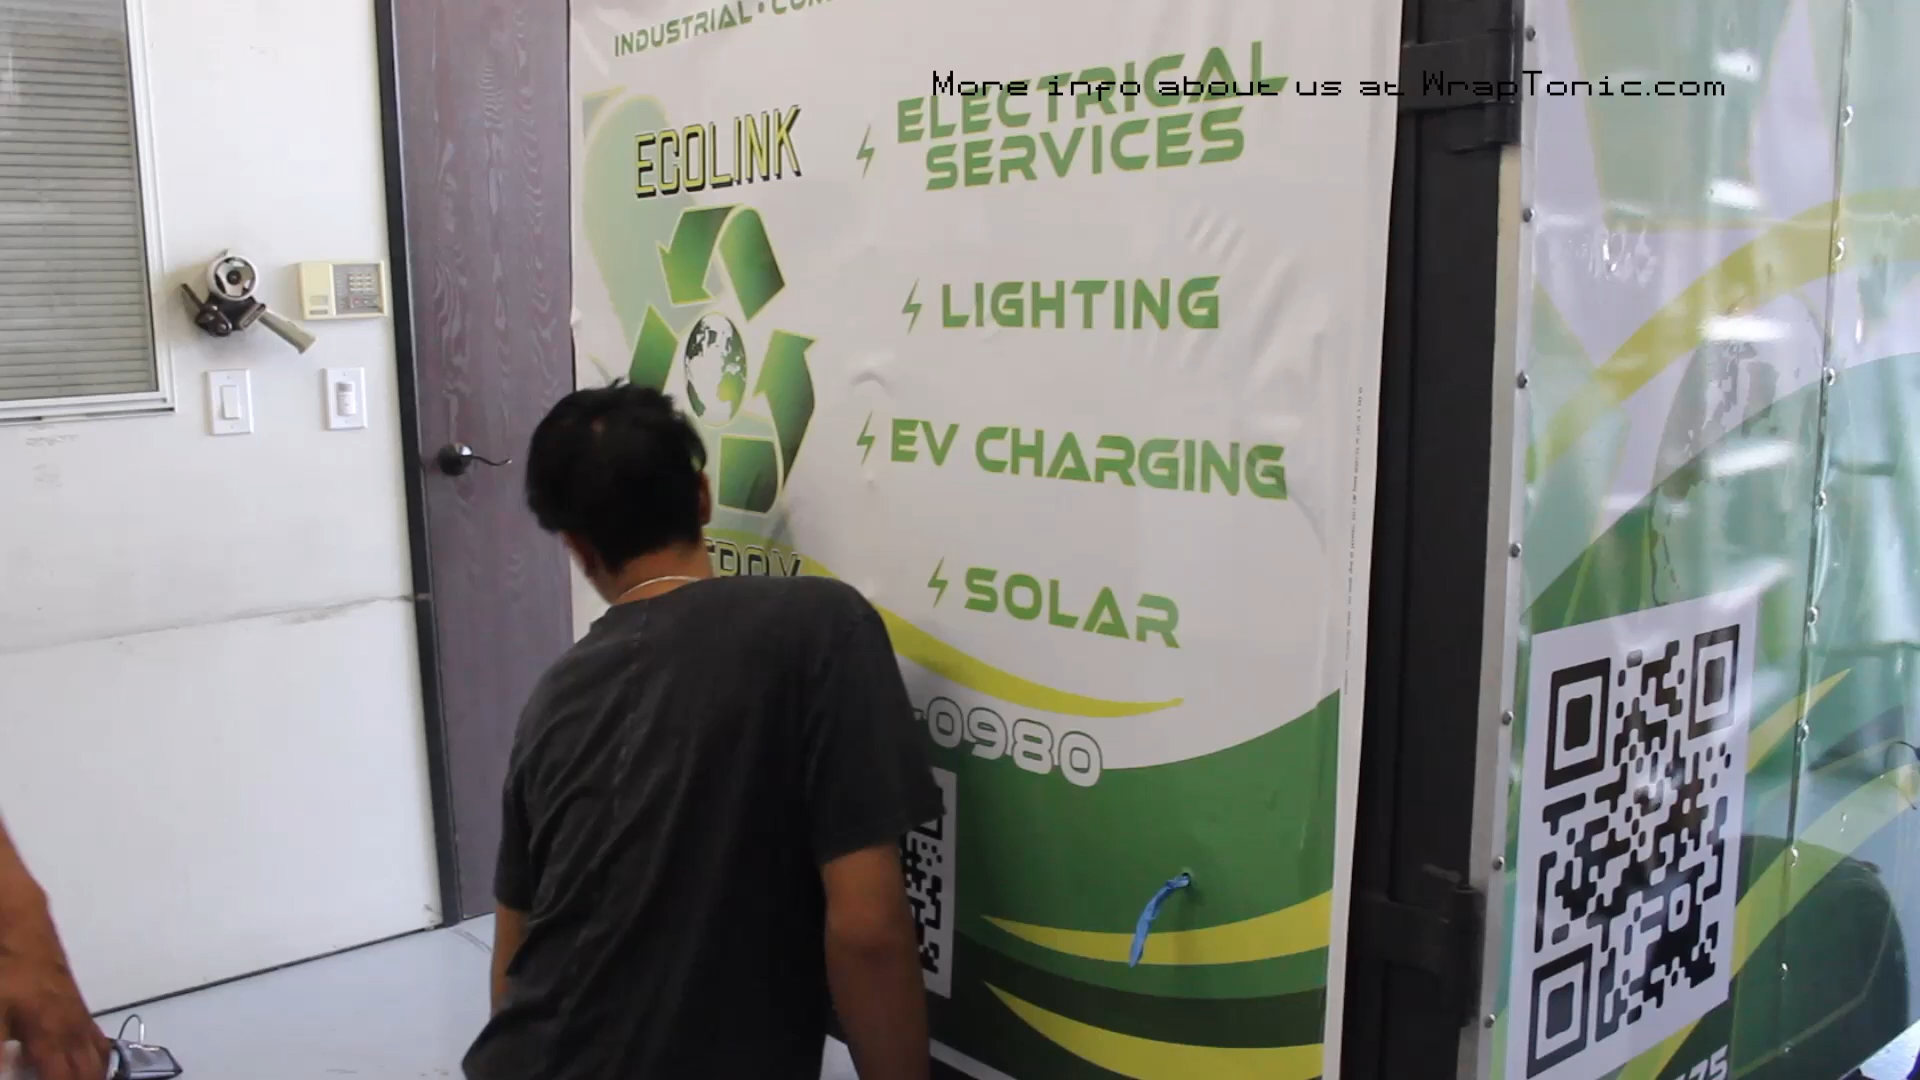 INDUSTRIAL •
More info about us at WrapTonic.com
ECOLINK
ELECTRICAL
SERVICES
LIGHTING
EV CHARGING
SOLAR
-0980